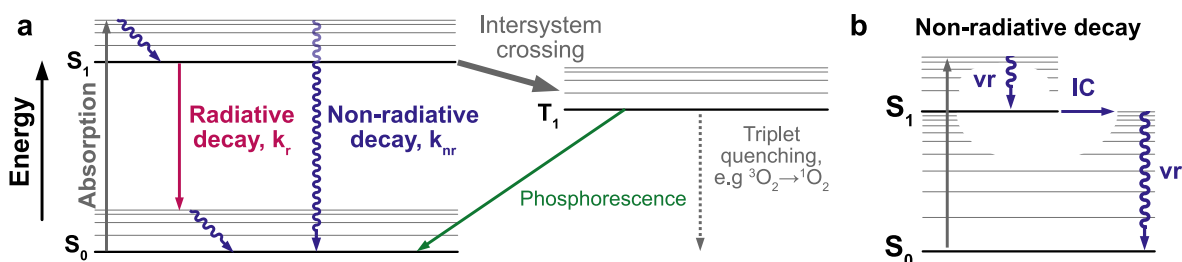 a
Energy
Absorption
S1
S0
Radiative
decay, kr
Non-radiative
decay, knr
Intersystem
crossing
T1
Phosphorescence
Triplet
quenching,
e.g ³O₂→¹O₂
b
Non-radiative decay
vr
IC
S1
vr
S0